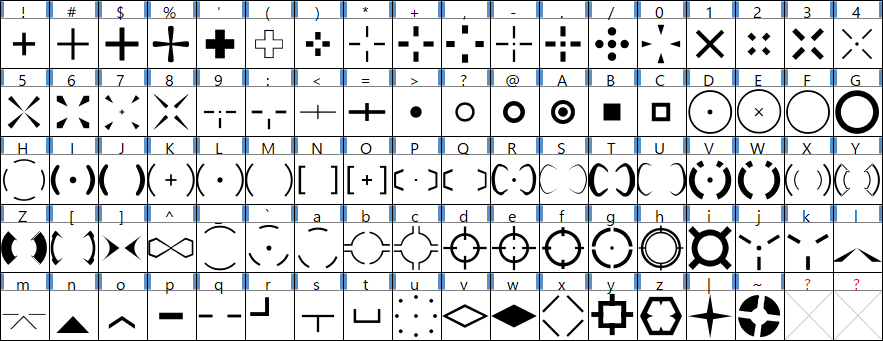 ! # $ % ' ( ) * + , - . / 0 1 2 3 4
5 6 7 8 9 : < = > ? @ A B C D E F G
H I J K L M N O P Q R S T U V W X Y
Z [ ] ^ _ ` a b c d e f g h i j k l
m n o p q r s t u v w x y z | ~ ? ?